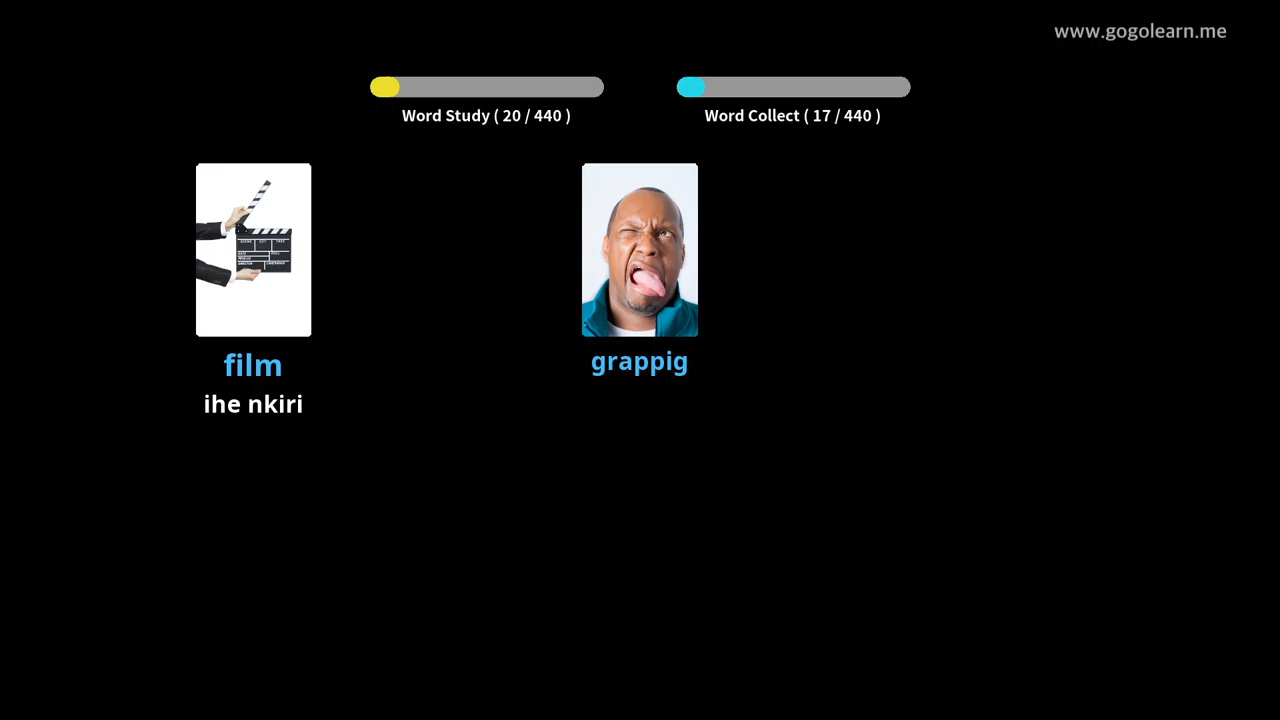 www.gogolearn.me
Word Study ( 20 / 440 )
Word Collect ( 17 / 440 )
film
ihe nkiri
grappig